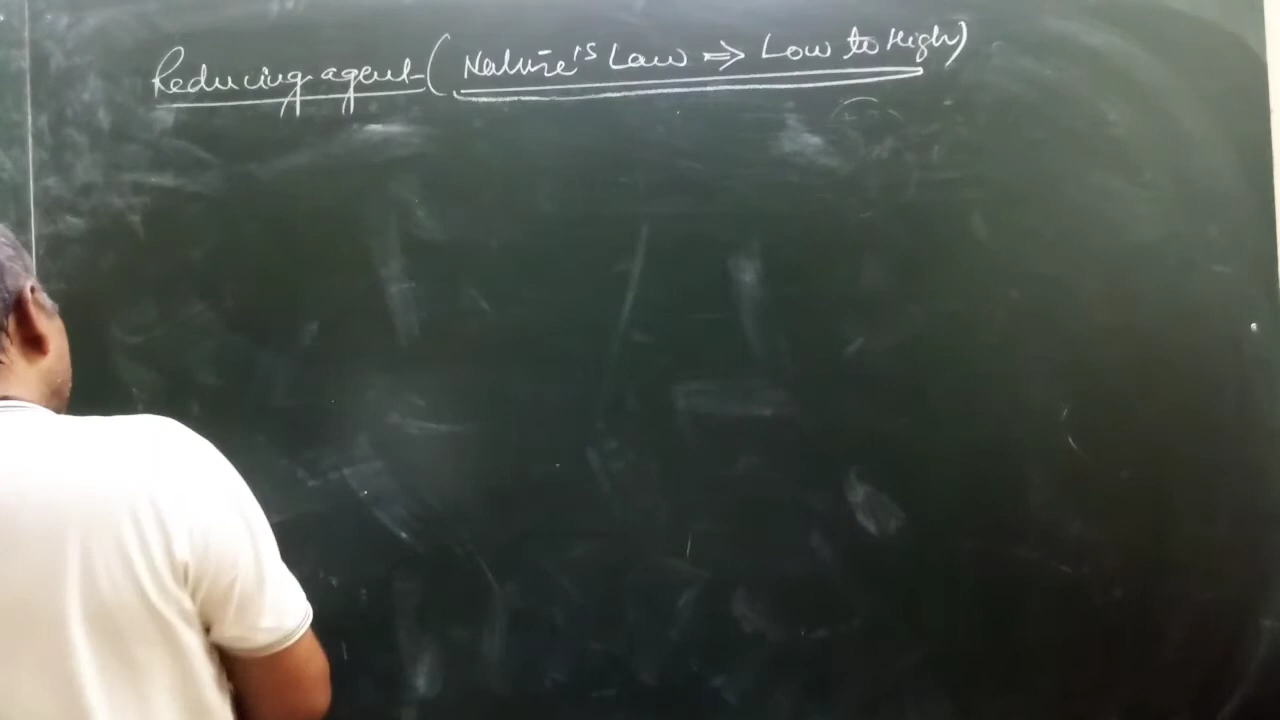 Reducing agent (Nature's Law ⇒ Low to High)